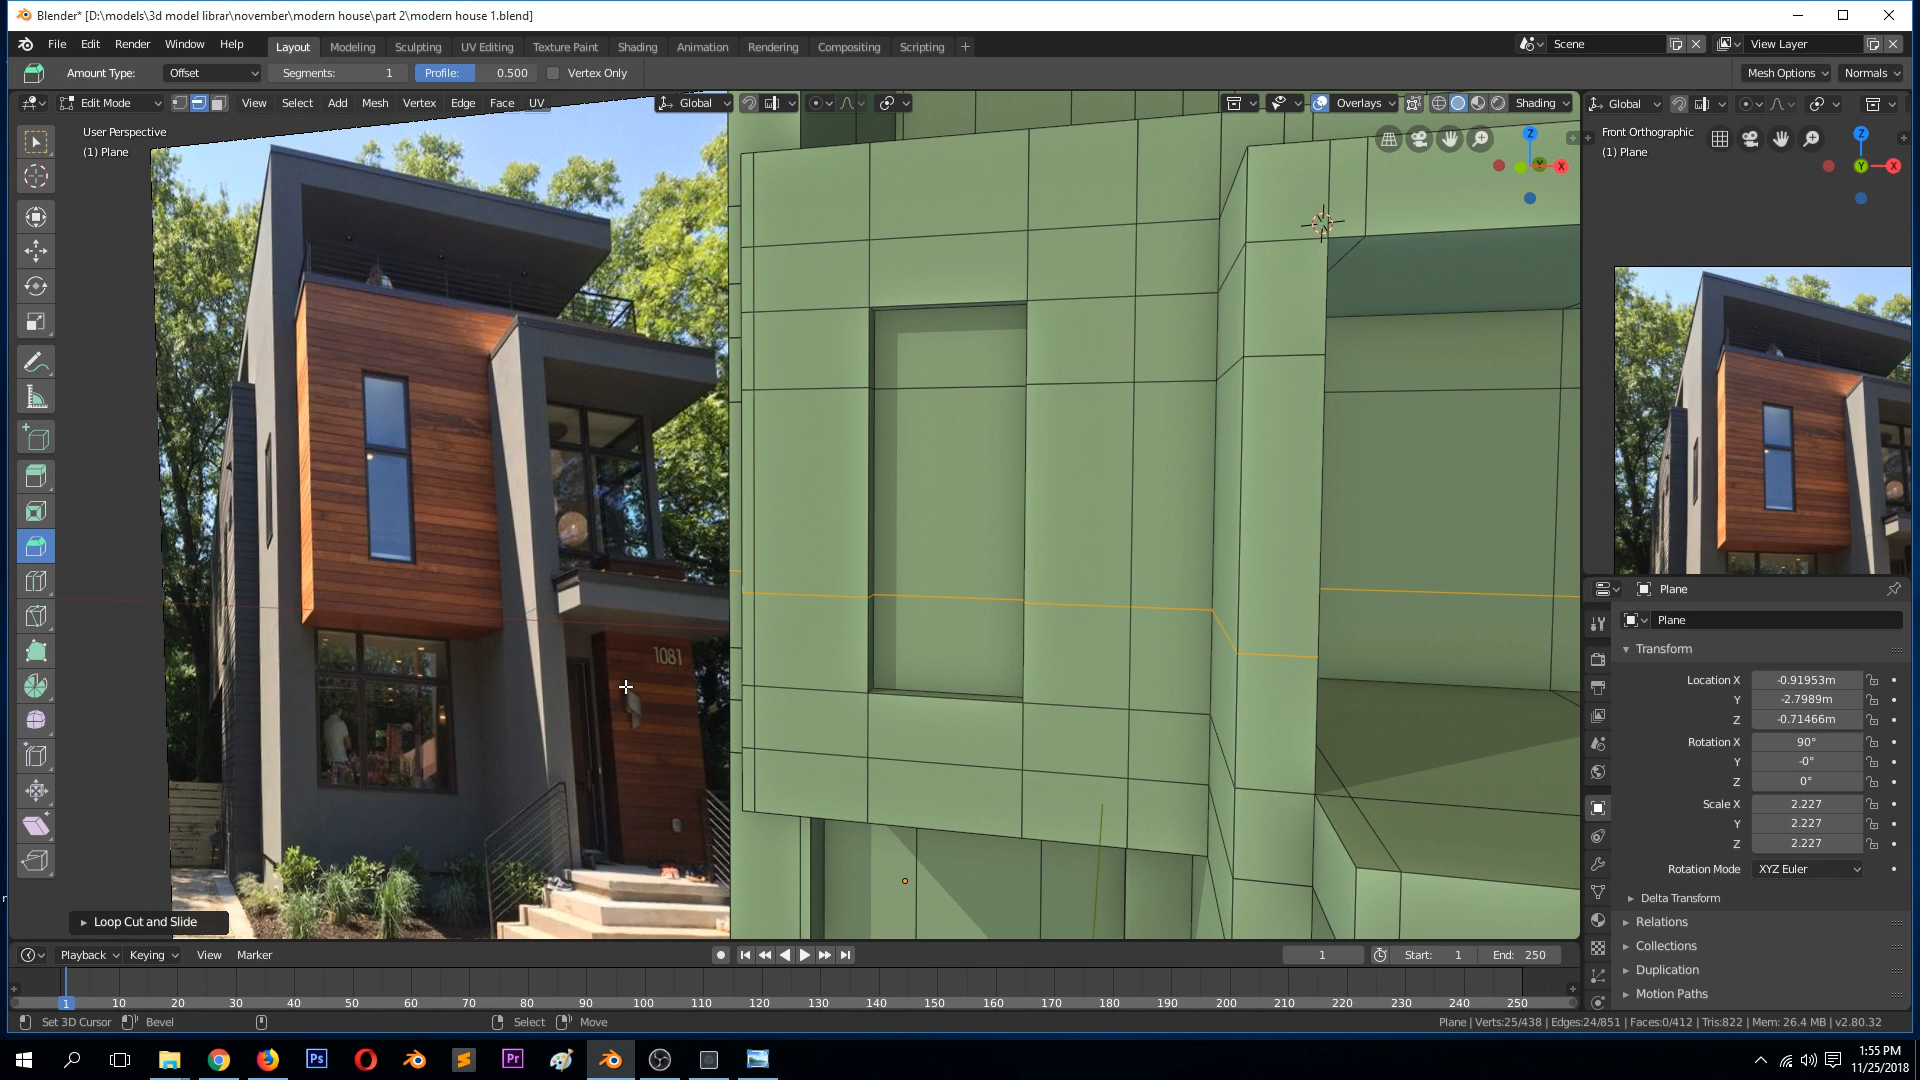 Blender* [D:\models\3d model librar\november\modern house\part 2\modern house 1.blend]
File Edit Render Window Help Layout Modeling Sculpting UV Editing Texture Paint Shading Animation Rendering Compositing Scripting + Scene View Layer
Amount Type: Offset Segments: 1 Profile: 0.500 Vertex Only Mesh Options Normals
Edit Mode View Select Add Mesh Vertex Edge Face UV Global Overlays Shading Global
User Perspective
(1) Plane
Z
X
Front Orthographic
(1) Plane
Z
Y
X
1081
Plane
Plane
Transform
Location X -0.91953m
Y -2.7989m
Z -0.71466m
Rotation X 90°
Y -0°
Z 0°
Scale X 2.227
Y 2.227
Z 2.227
Rotation Mode XYZ Euler
Delta Transform
Relations
Collections
Duplication
Motion Paths
Loop Cut and Slide
Playback Keying View Marker 1 Start: 1 End: 250
1 10 20 30 40 50 60 70 80 90 100 110 120 130 140 150 160 170 180 190 200 210 220 230 240 250
Set 3D Cursor Bevel Select Move Plane | Verts:25/438 | Edges:24/851 | Faces:0/412 | Tris:822 | Mem: 26.4 MB | v2.80.32
Ps Pr
1:55 PM
11/25/2018